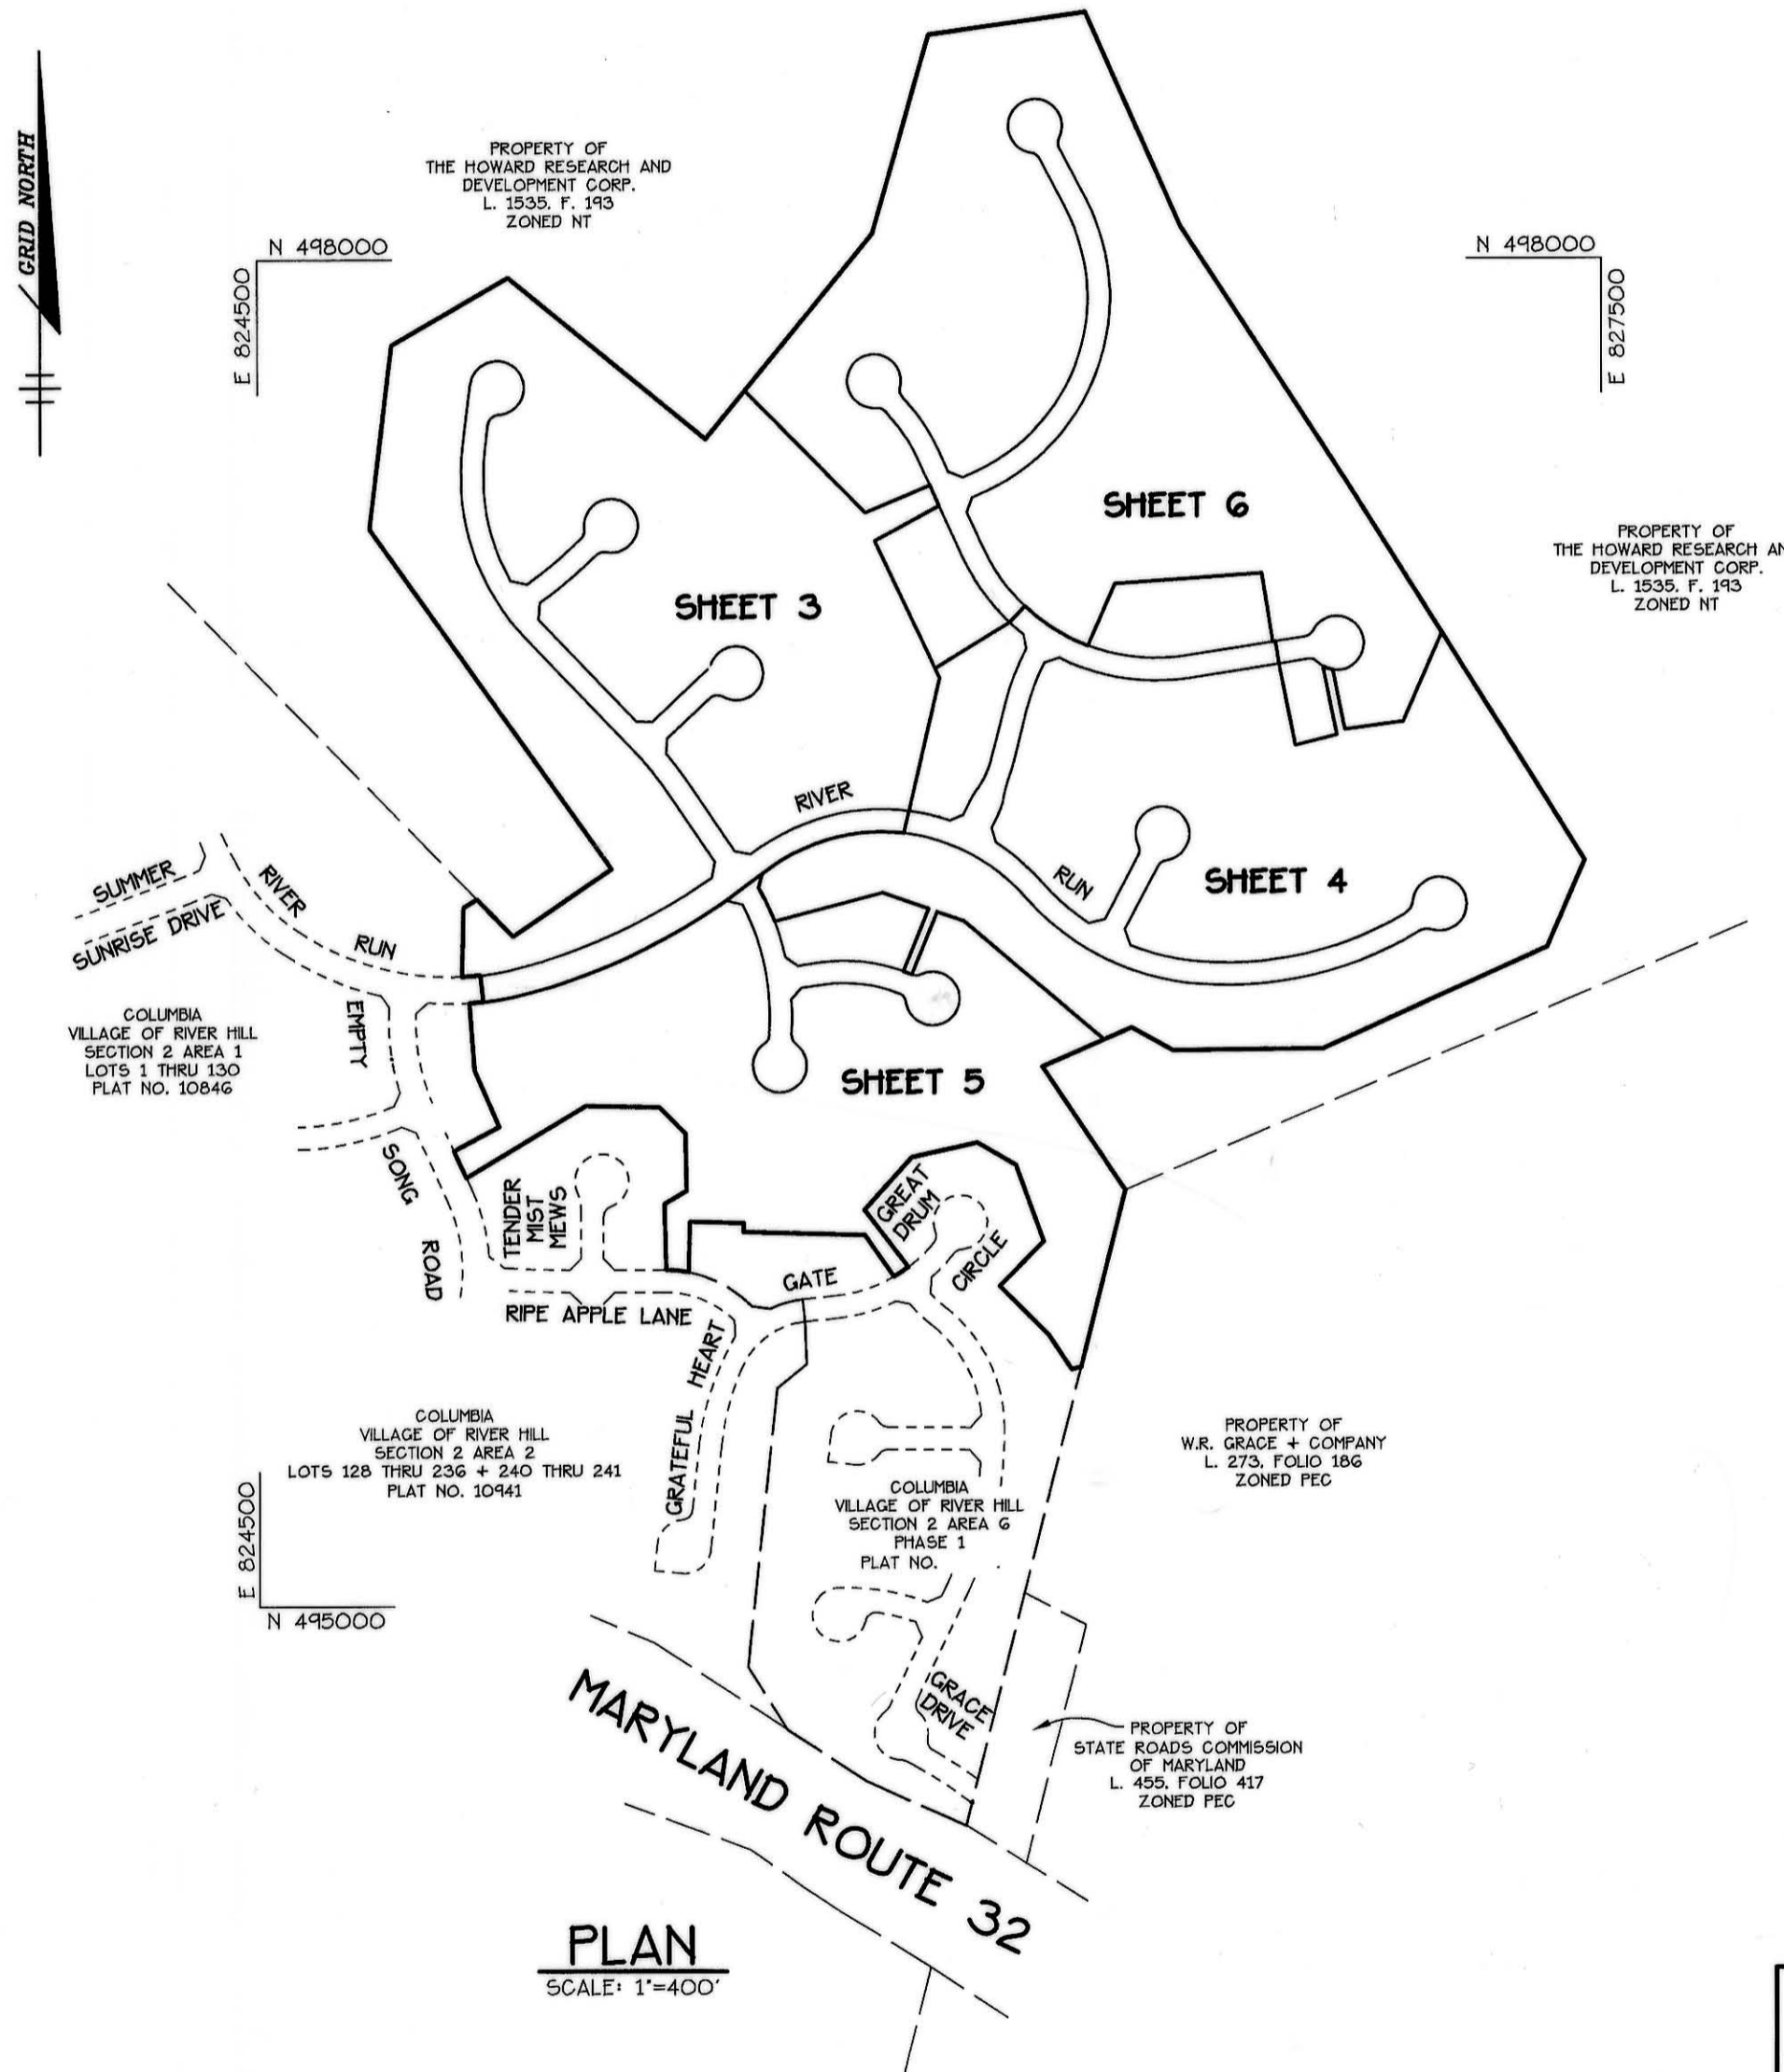 GRID NORTH
PROPERTY OF
THE HOWARD RESEARCH AND
DEVELOPMENT CORP.
L. 1535. F. 193
ZONED NT
N 498000
E 824500
N 498000
E 827500
SHEET 6
PROPERTY OF
THE HOWARD RESEARCH AN
DEVELOPMENT CORP.
L. 1535. F. 193
ZONED NT
SHEET 3
RIVER
RUN
SHEET 4
SUMMER
SUNRISE DRIVE
RIVER
RUN
COLUMBIA
VILLAGE OF RIVER HILL
SECTION 2 AREA 1
LOTS 1 THRU 130
PLAT NO. 10846
EMPTY
SONG
ROAD
SHEET 5
TENDER
MIST
MEWS
GREAT
DRUM
CIRCLE
GATE
RIPE APPLE LANE
GRATEFUL HEART
COLUMBIA
VILLAGE OF RIVER HILL
SECTION 2 AREA 2
LOTS 128 THRU 236 + 240 THRU 241
PLAT NO. 10941
PROPERTY OF
W.R. GRACE + COMPANY
L. 273, FOLIO 186
ZONED PEC
COLUMBIA
VILLAGE OF RIVER HILL
SECTION 2 AREA 6
PHASE 1
PLAT NO.
E 824500
N 495000
GRACE
DRIVE
PROPERTY OF
STATE ROADS COMMISSION
OF MARYLAND
L. 455, FOLIO 417
ZONED PEC
MARYLAND ROUTE 32
PLAN
SCALE: 1"=400'